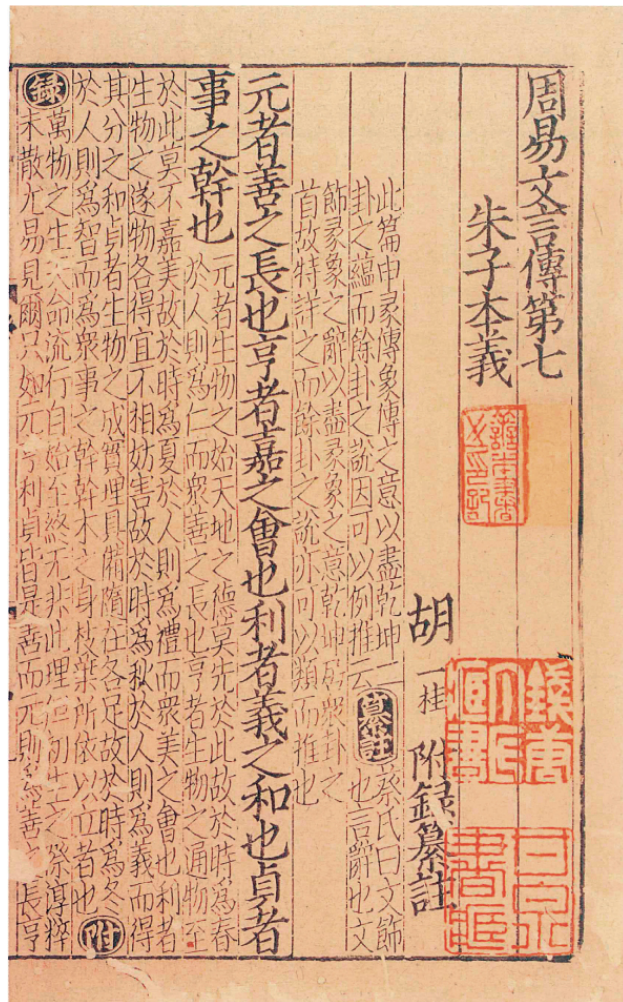 周易文言傳第七
朱子本義
胡一桂附録纂註
此篇申彖傳象傳之意以盡乾坤二
卦之蘊而餘卦之說因可以例推云
纂註
蔡氏曰文飾
也言辭也文
飾彖象之辭以盡彖象之意乾坤爲衆卦之
首故特詳之而餘卦之說亦可以類而推也
元者善之長也亨者嘉之會也利者義之和也貞者
事之幹也
元者生物之始天地之德莫先於此故於時爲春
於人則爲仁而衆善之長也亨者生物之通物至
於此莫不嘉美故於時爲夏於人則爲禮而衆美之會也利者
生物之遂物各得宜不相妨害故於時爲秋於人則爲義而得
其分之和貞者生物之成實理具備隨在各足故於時爲冬
於人則爲智而爲衆事之幹幹木之身枝葉所依以立者也附
録萬物之生天命流行自始至終无非此理但初生之際淳粹
未散尤易見爾只如元亨利貞皆是善而元則爲善之長亨